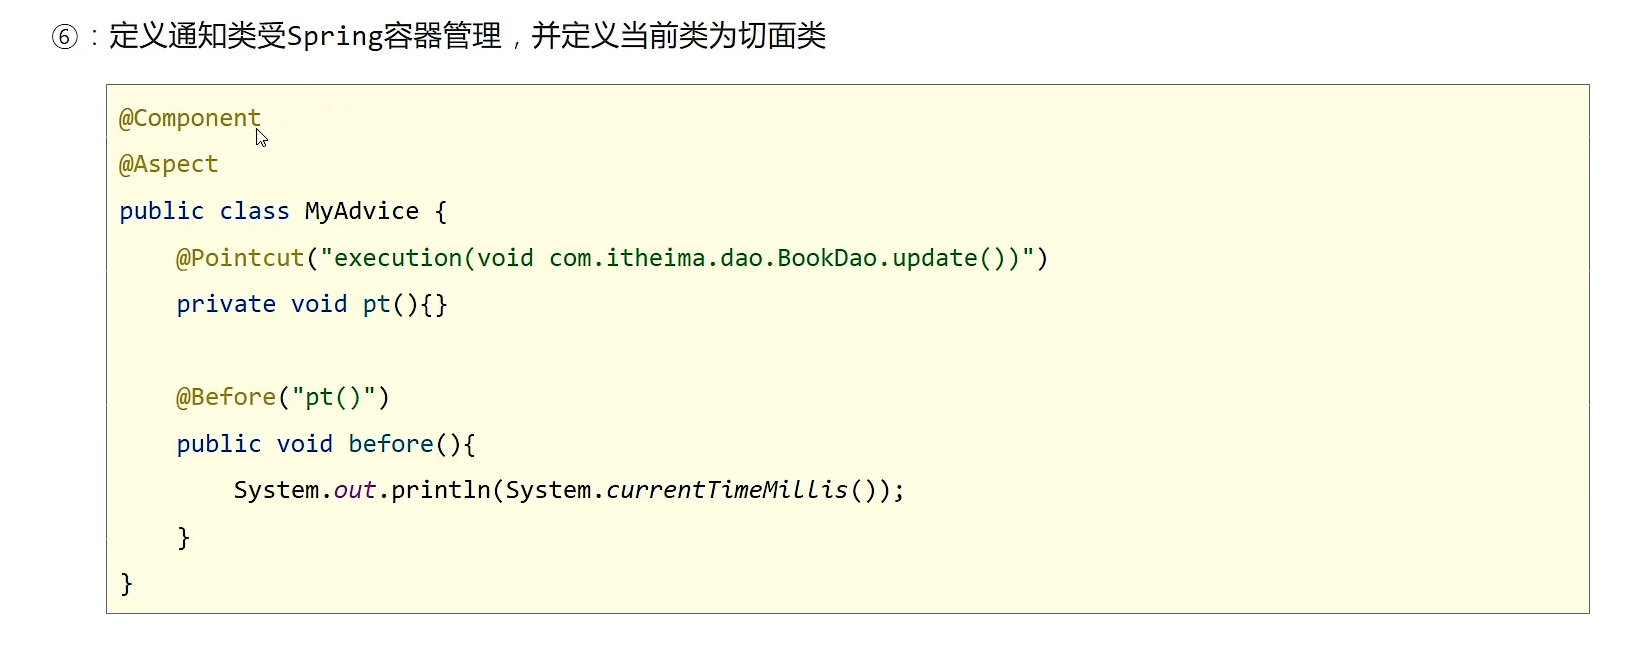 ⑥：定义通知类受Spring容器管理，并定义当前类为切面类
@Component
@Aspect
public class MyAdvice {
    @Pointcut("execution(void com.itheima.dao.BookDao.update())")
    private void pt(){}
    @Before("pt()")
    public void before(){
        System.out.println(System.currentTimeMillis());
    }
}